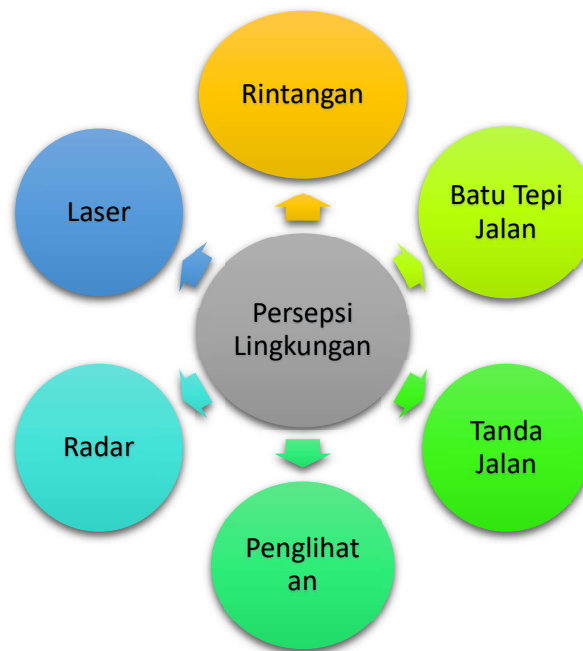 Rintangan
Batu Tepi
Jalan
Laser
Persepsi
Lingkungan
Radar
Tanda
Jalan
Penglihat
an